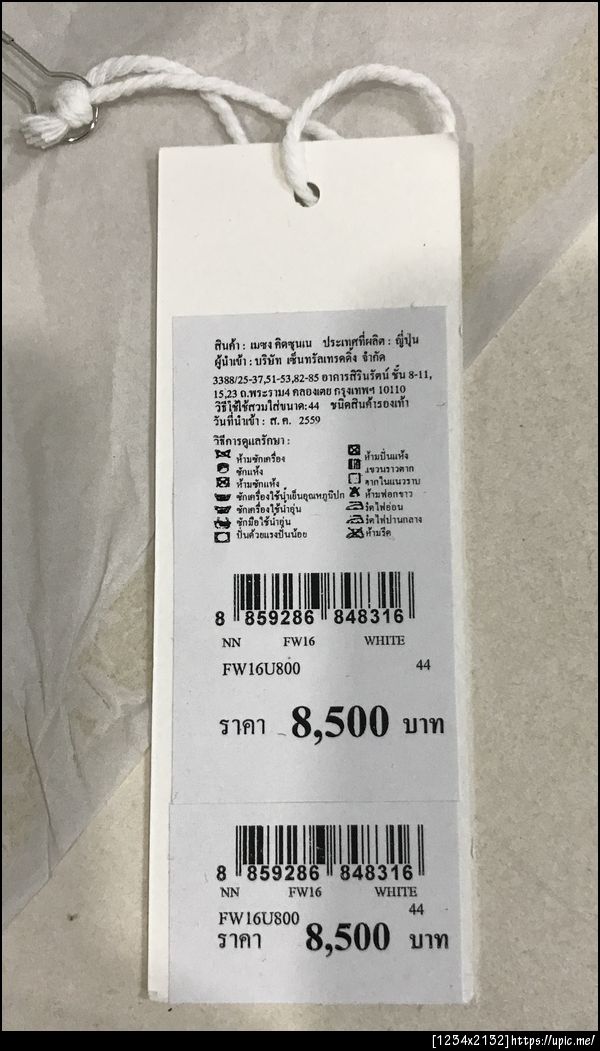 สินค้า : เมซง คิตซูนเน ประเทศที่ผลิต : ญี่ปุ่น
ผู้นำเข้า : บริษัท เซ็นทรัลเทรดดิ้ง จำกัด
3388/25-37,51-53,82-85 อาคารสิรินรัตน์ ชั้น 8-11,
15,23 ถ.พระราม4 คลองเตย กรุงเทพฯ 10110
วิธีใช้ใช้สวมใส่ขนาด:44 ชนิดสินค้ารองเท้า
วันที่นำเข้า : ส.ค. 2559
วิธีการดูแลรักษา :
ห้ามซักเครื่อง ห้ามปั่นแห้ง
ซักแห้ง แขวนราวตาก
ห้ามซักแห้ง ตากในแนวราบ
ซักเครื่องใช้น้ำเย็นอุณหภูมิปกติ ห้ามฟอกขาว
ซักเครื่องใช้น้ำอุ่น รีดไฟอ่อน
ซักมือใช้น้ำอุ่น รีดไฟปานกลาง
ปั่นด้วยแรงปั่นน้อย ห้ามรีด
8 859286 848316
NN FW16 WHITE
FW16U800 44
ราคา 8,500 บาท
8 859286 848316
NN FW16 WHITE
FW16U800 44
ราคา 8,500 บาท
[1254x2152]https://upic.me/